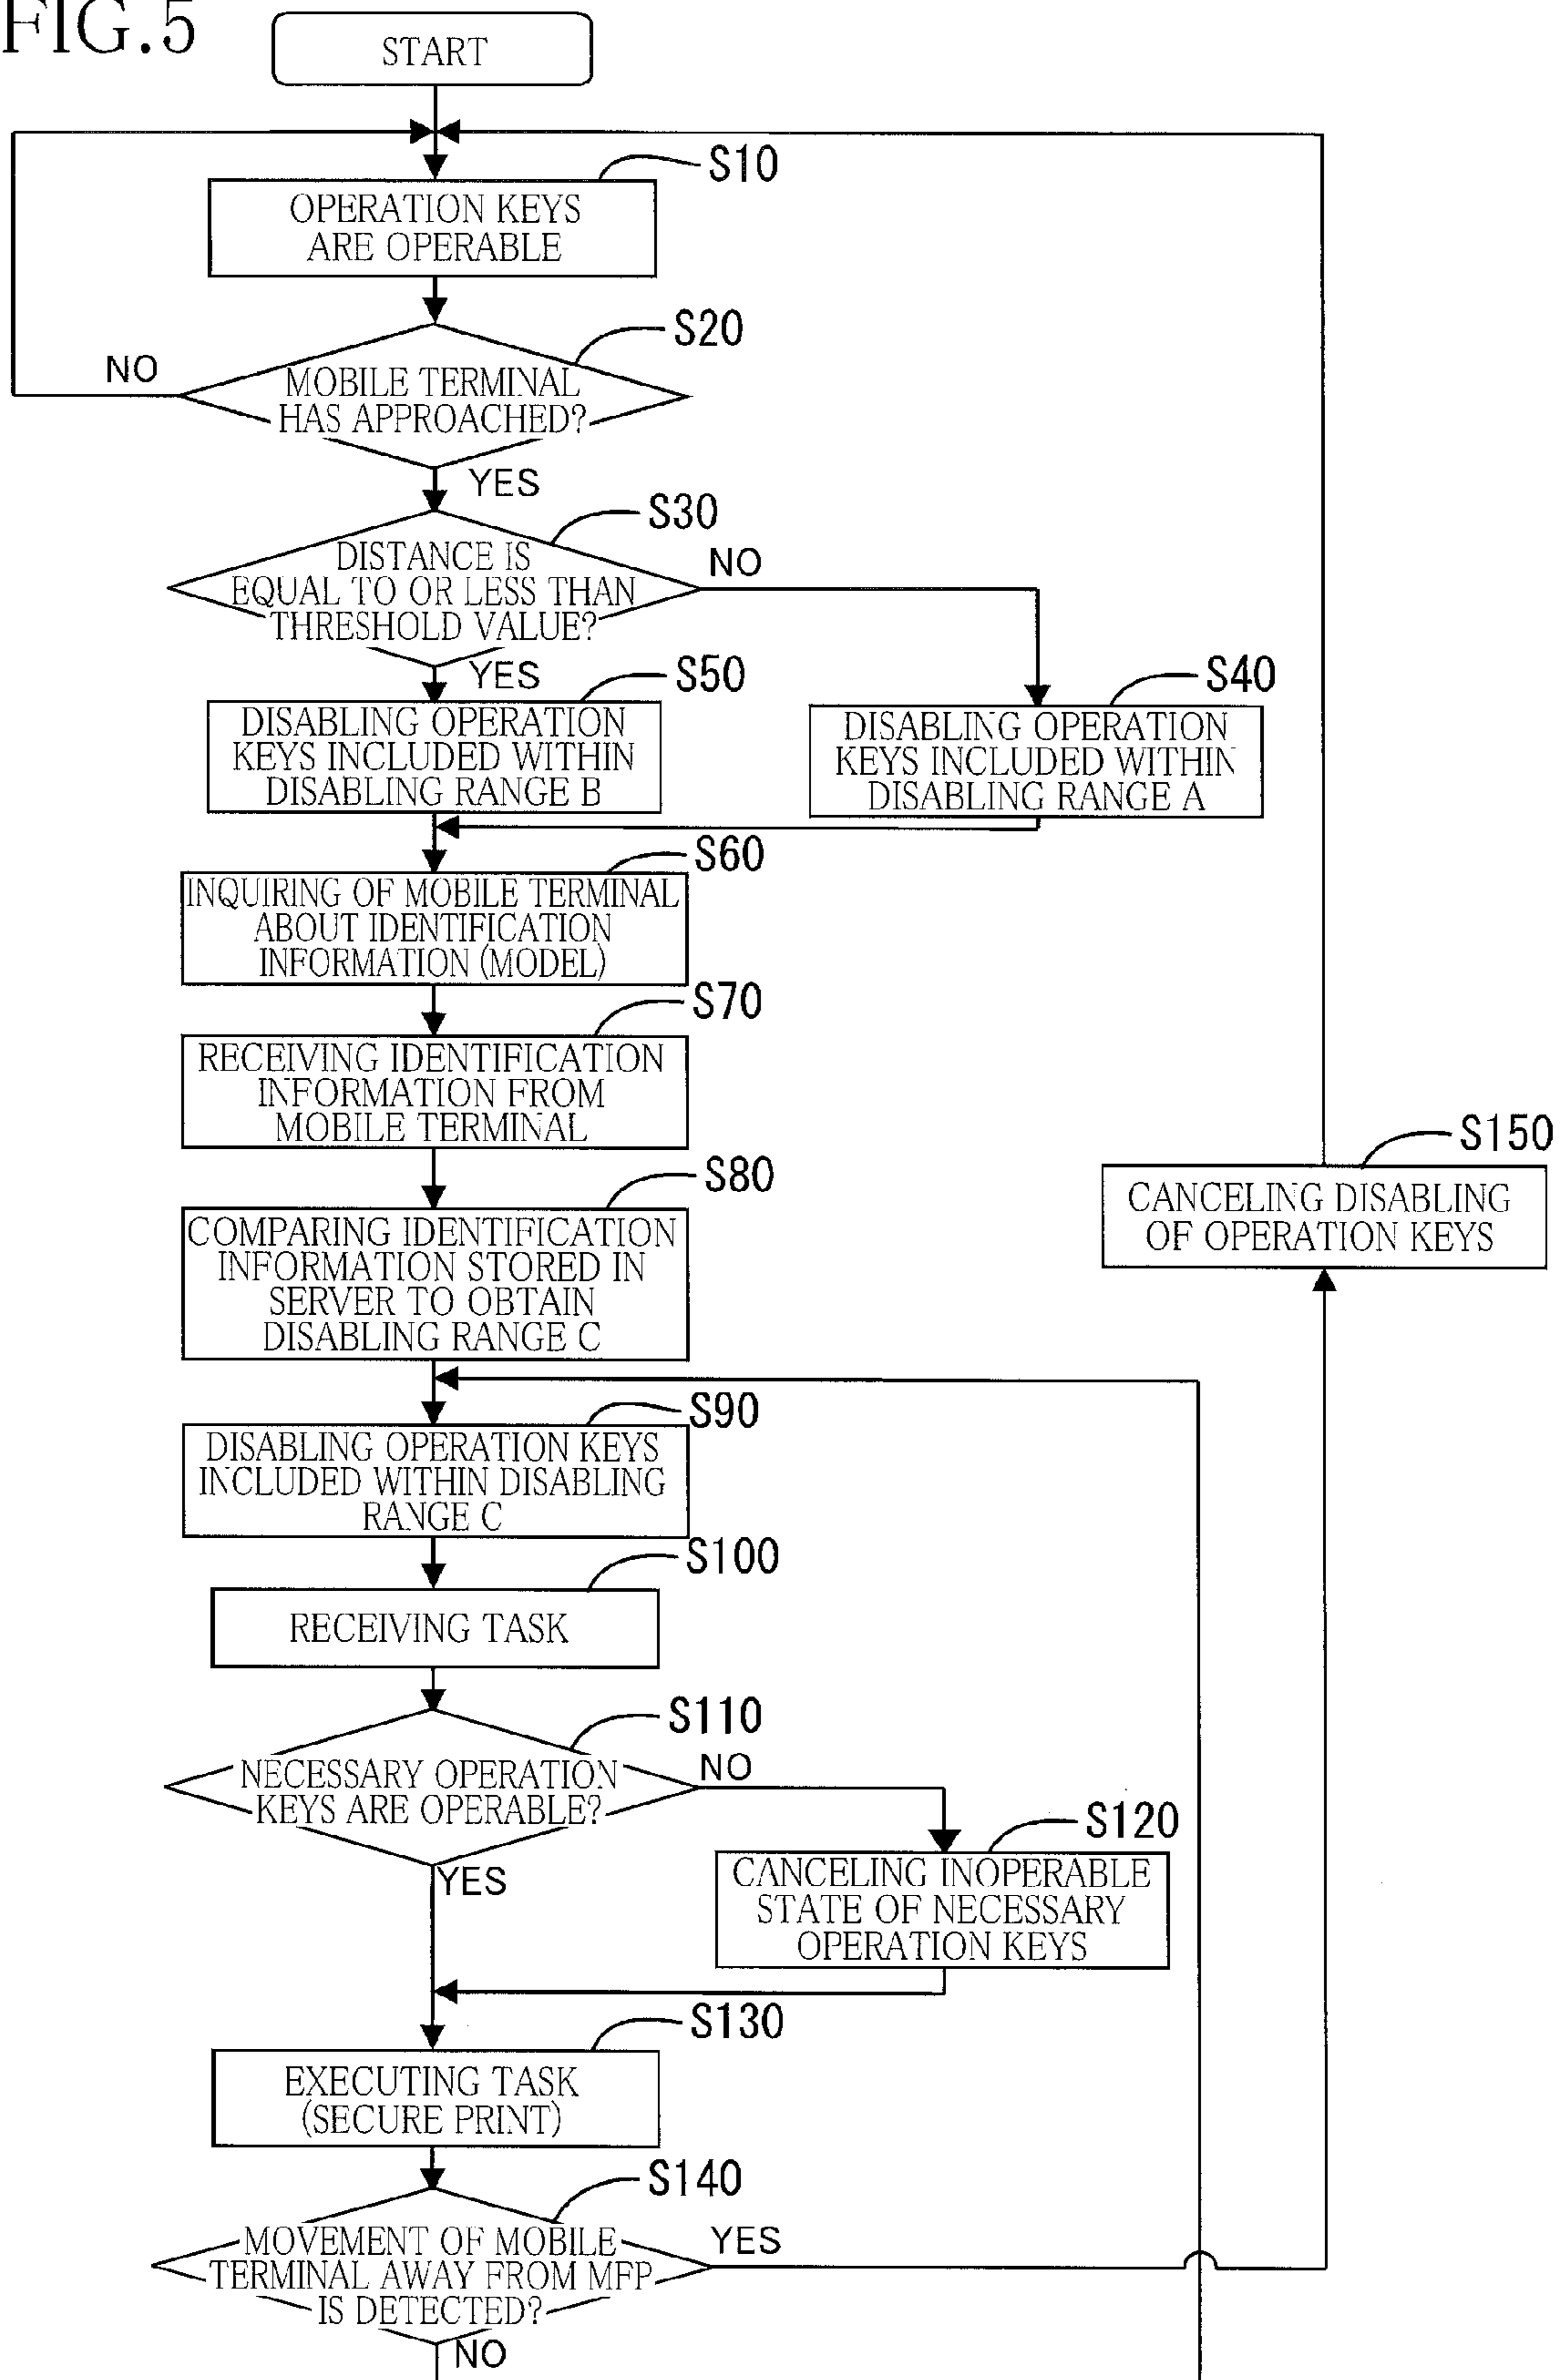 FIG.5
START
S10
OPERATION KEYS
ARE OPERABLE
S20
NO
MOBILE TERMINAL
HAS APPROACHED?
YES
S30
DISTANCE IS
EQUAL TO OR LESS THAN
THRESHOLD VALUE?
NO
YES
S50
DISABLING OPERATION
KEYS INCLUDED WITHIN
DISABLING RANGE B
S40
DISABLING OPERATION
KEYS INCLUDED WITHIN
DISABLING RANGE A
S60
INQUIRING OF MOBILE TERMINAL
ABOUT IDENTIFICATION
INFORMATION (MODEL)
S70
RECEIVING IDENTIFICATION
INFORMATION FROM
MOBILE TERMINAL
S150
CANCELING DISABLING
OF OPERATION KEYS
S80
COMPARING IDENTIFICATION
INFORMATION STORED IN
SERVER TO OBTAIN
DISABLING RANGE C
S90
DISABLING OPERATION KEYS
INCLUDED WITHIN DISABLING
RANGE C
S100
RECEIVING TASK
S110
NECESSARY OPERATION
KEYS ARE OPERABLE?
NO
YES
S120
CANCELING INOPERABLE
STATE OF NECESSARY
OPERATION KEYS
S130
EXECUTING TASK
(SECURE PRINT)
S140
MOVEMENT OF MOBILE
TERMINAL AWAY FROM MFP
IS DETECTED?
YES
NO